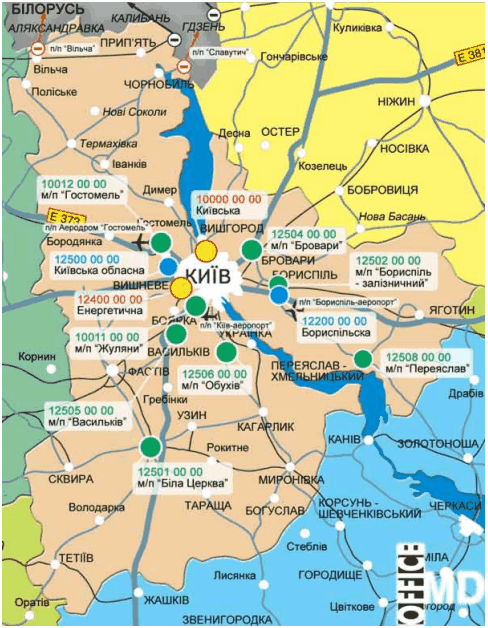 БІЛОРУСЬ
АЛЯКСАНДРАВКА
КАЛИБАНЬ
ГДЗЕНЬ
п/п "Вільча"
ПРИП'ЯТЬ
п/п "Славутич"
Куликівка
E 381
Вільча
Гончарівське
Поліське
ЧОРНОБИЛЬ
Нові Соколи
НІЖИН
Десна
ОСТЕР
НОСІВКА
Термахівка
Іванків
Козелець
БОБРОВИЦЯ
10012 00 00
м/п "Гостомель"
Димер
10000 00 00
Київська
Нова Басань
E 373
п/п Аеродром "Гостомель"
Гостомель
ВИШГОРОД
12504 00 00
м/п "Бровари"
Бородянка
БРОВАРИ
12500 00 00
Київська обласна
КИЇВ
БОРИСПІЛЬ
12502 00 00
м/п "Бориспіль
- залізничний"
ВИШНЕВЕ
12400 00 00
Енергетична
п/п "Бориспіль-аеропорт"
ЯГОТИН
БОЯРКА
п/п "Київ-аеропорт"
УКРАЇНКА
12200 00 00
Бориспільська
10011 00 00
м/п "Жуляни"
ВАСИЛЬКІВ
Корнин
ФАСТІВ
12506 00 00
м/п "Обухів"
ПЕРЕЯСЛАВ -
ХМЕЛЬНИЦЬКИЙ
12508 00 00
м/п "Переяслав"
Гребінки
Драбів
12505 00 00
м/п "Васильків"
УЗИН
КАГАРЛИК
КАНІВ
ЗОЛОТОНОША
Рокитне
СКВИРА
12501 00 00
м/п "Біла Церква"
МИРОНІВКА
Володарка
ТАРАЩА
БОГУСЛАВ
КОРСУНЬ -
ШЕВЧЕНКІВСЬКИЙ
ЧЕРКАСИ
Стеблів
ТЕТІЇВ
Лисянка
ГОРОДИЩЕ
МІЛА
OFFICE
MD
Оратів
ЖАШКІВ
ЗВЕНИГОРОДКА
Цвіткове
город